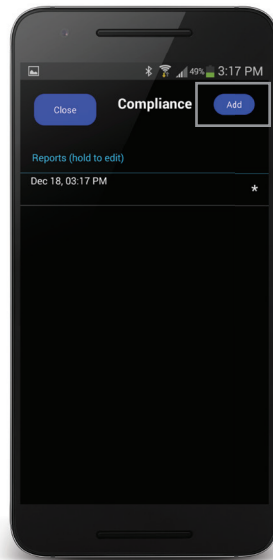 49% 3:17 PM
Close Compliance Add
Reports (hold to edit)
Dec 18, 03:17 PM
*